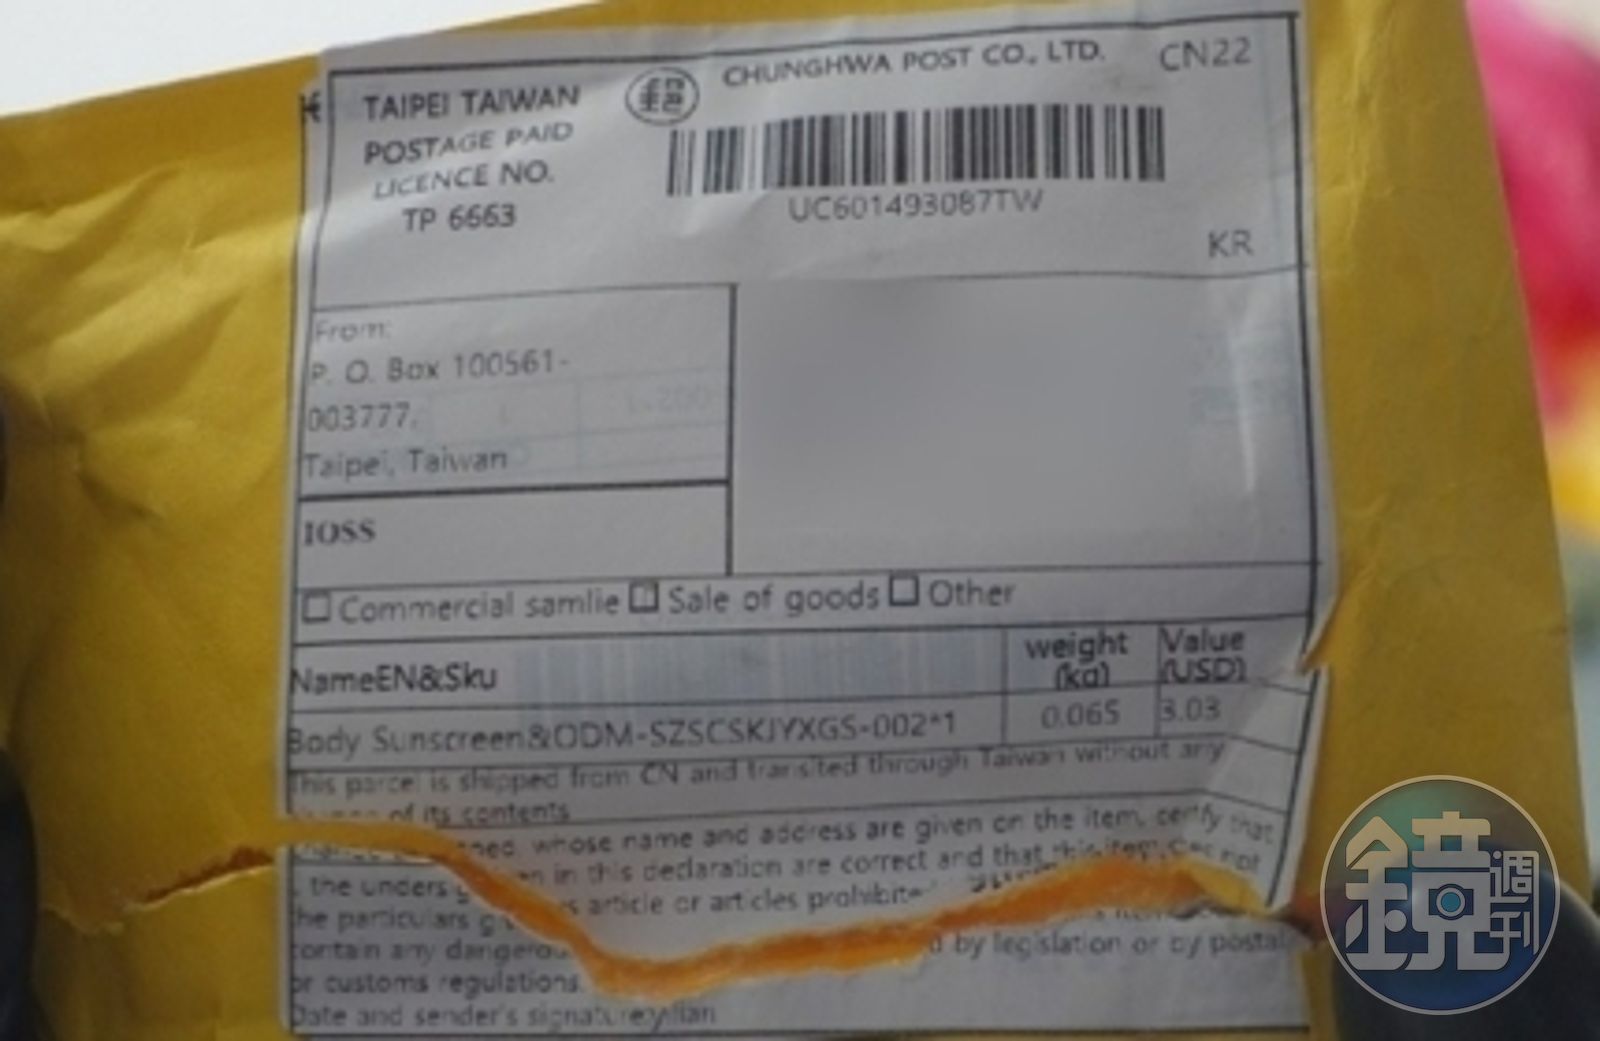 TAIPEI TAIWAN
POSTAGE PAID
LICENCE NO.
TP 6663
CHUNGHWA POST CO., LTD.
CN22
UC601493087TW
KR
From:
P. O. Box 100561-
003777,
Taipei, Taiwan
IOSS
Commercial samlie Sale of goods Other
NameEN&Sku
weight (kg)
Value (USD)
Body Sunscreen&ODM-SZSCSKJYXGS-002*1
0.065
3.03
This parcel is shipped from CN and transited through Taiwan without any
of its contents
whose name and address are given on the item, certify that
the in this declaration are correct and that this item does not
the particulars article or articles prohibite
contain any by legislation or by postal
or customs regulations.
Date and sender's signature
鏡週刊